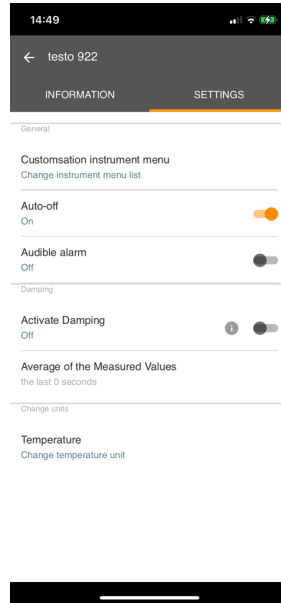 14:49
testo 922
INFORMATION SETTINGS
General
Customsation instrument menu
Change instrument menu list
Auto-off
On
Audible alarm
Off
Damping
Activate Damping
Off
Average of the Measured Values
the last 0 seconds
Change units
Temperature
Change temperature unit